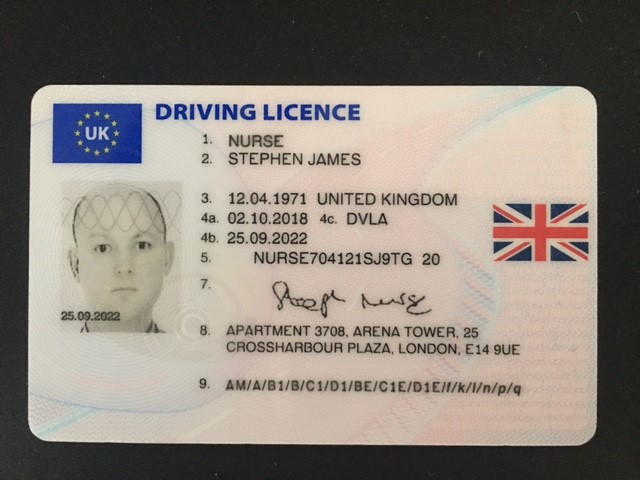 UK
DRIVING LICENCE
1. NURSE
2. STEPHEN JAMES
3. 12.04.1971 UNITED KINGDOM
4a. 02.10.2018 4c. DVLA
4b. 25.09.2022
5. NURSE704121SJ9TG 20
7. Stephen Nurse
25.09.2022
8. APARTMENT 3708, ARENA TOWER, 25
CROSSHARBOUR PLAZA, LONDON, E14 9UE
9. AM/A/B1/B/C1/D1/BE/C1E/D1E/f/k/l/n/p/q